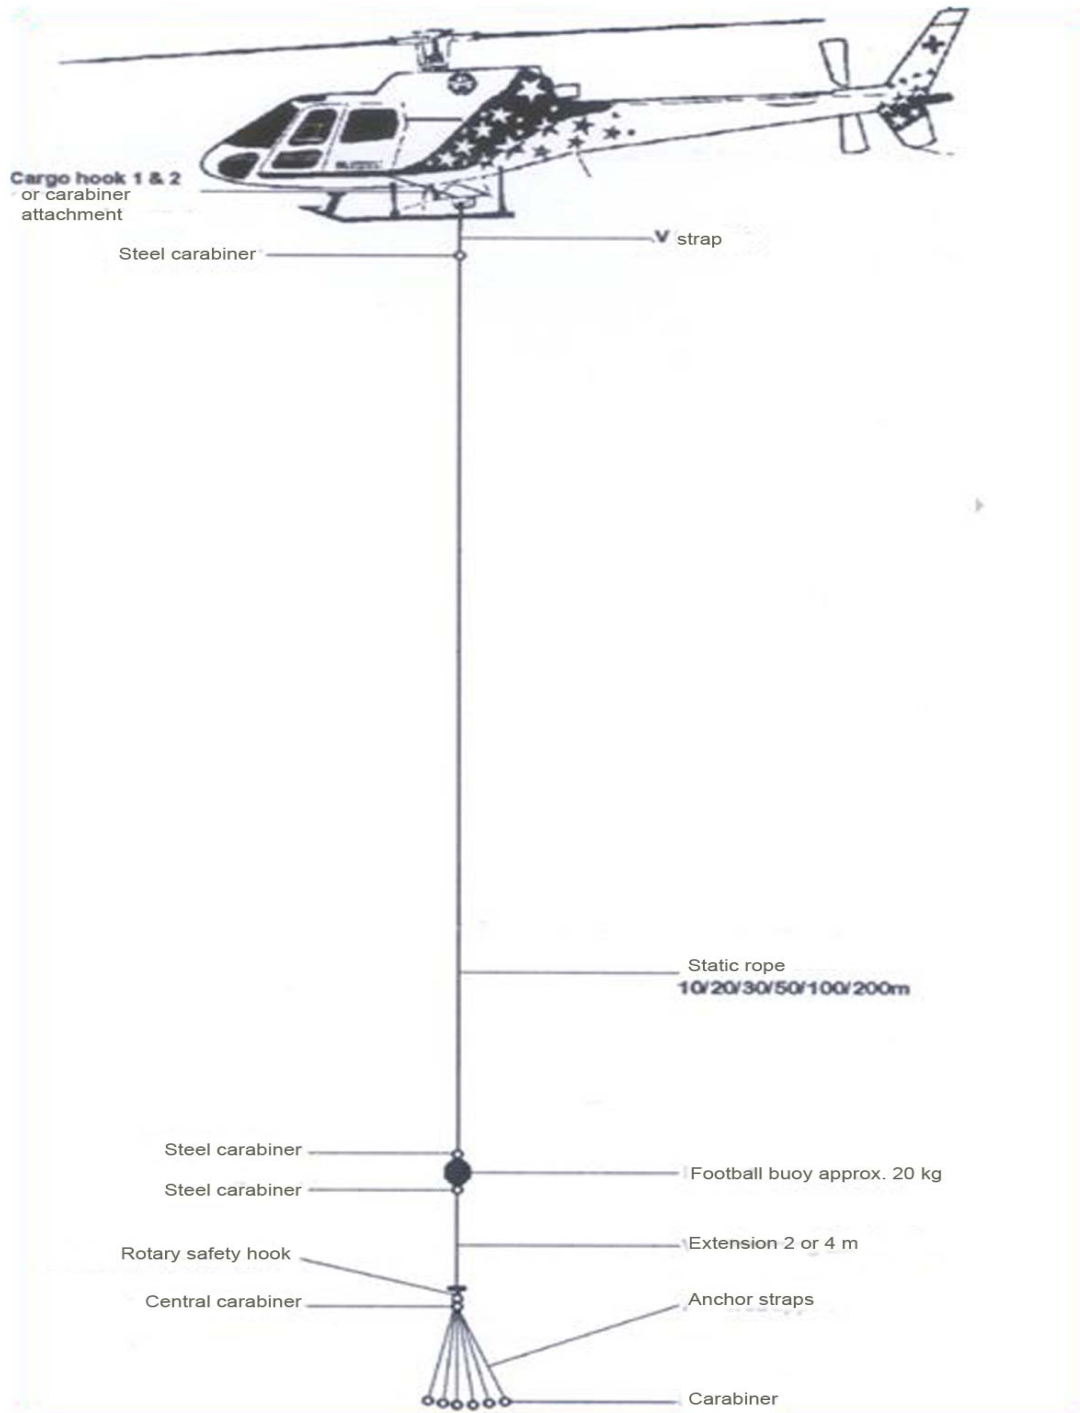 Cargo hook 1 & 2
or carabiner
attachment
V strap
Steel carabiner
Static rope
10/20/30/50/100/200m
Steel carabiner
Football buoy approx. 20 kg
Steel carabiner
Extension 2 or 4 m
Rotary safety hook
Anchor straps
Central carabiner
Carabiner